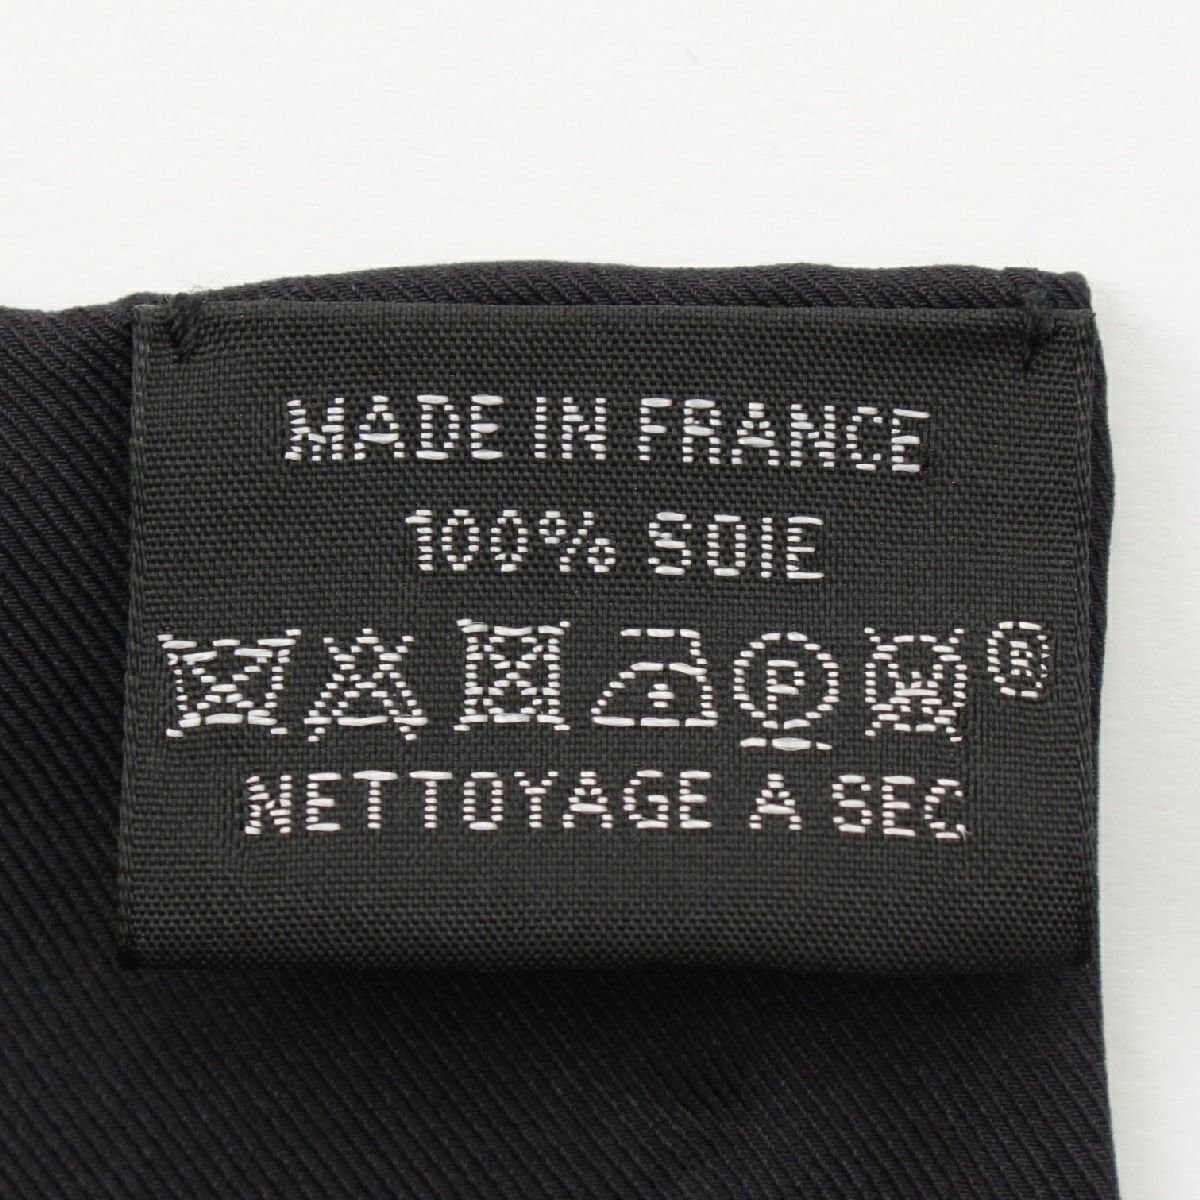 MADE IN FRANCE
100% SOIE
P W ®
NETTOYAGE A SEC